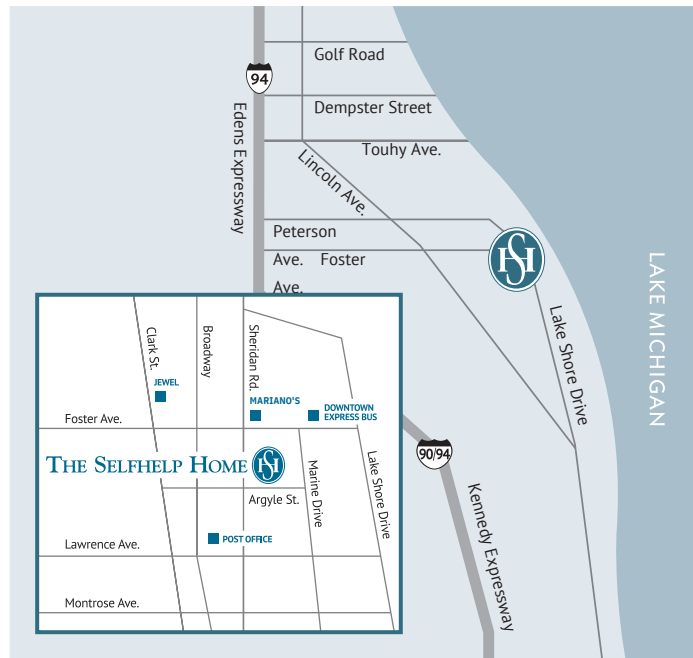 Golf Road
94
Dempster Street
Edens Expressway
Touhy Ave.
Lincoln Ave.
Peterson
Ave. Foster
Ave.
SH
LAKE MICHIGAN
Lake Shore Drive
Clark St.
Broadway
Sheridan Rd.
JEWEL
MARIANO'S
DOWNTOWN
EXPRESS BUS
Foster Ave.
THE SELFHELP HOME
SH
Marine Drive
Lake Shore Drive
Argyle St.
POST OFFICE
Lawrence Ave.
Montrose Ave.
90/94
Kennedy Expressway